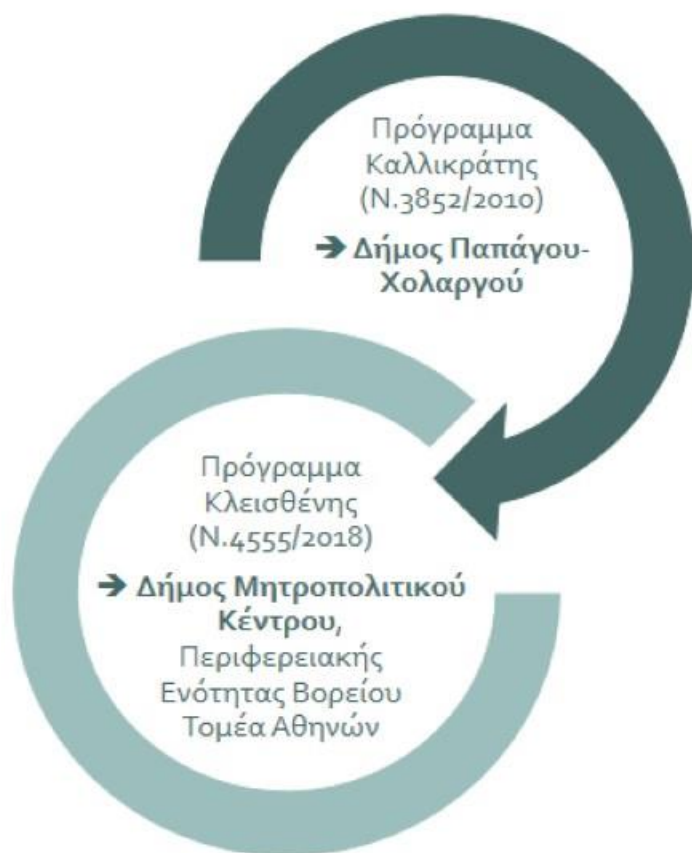 Πρόγραμμα
Καλλικράτης
(Ν.3852/2010)
➔ Δήμος Παπάγου-
Χολαργού
Πρόγραμμα
Κλεισθένης
(Ν.4555/2018)
➔ Δήμος Μητροπολιτικού
Κέντρου,
Περιφερειακής
Ενότητας Βορείου
Τομέα Αθηνών